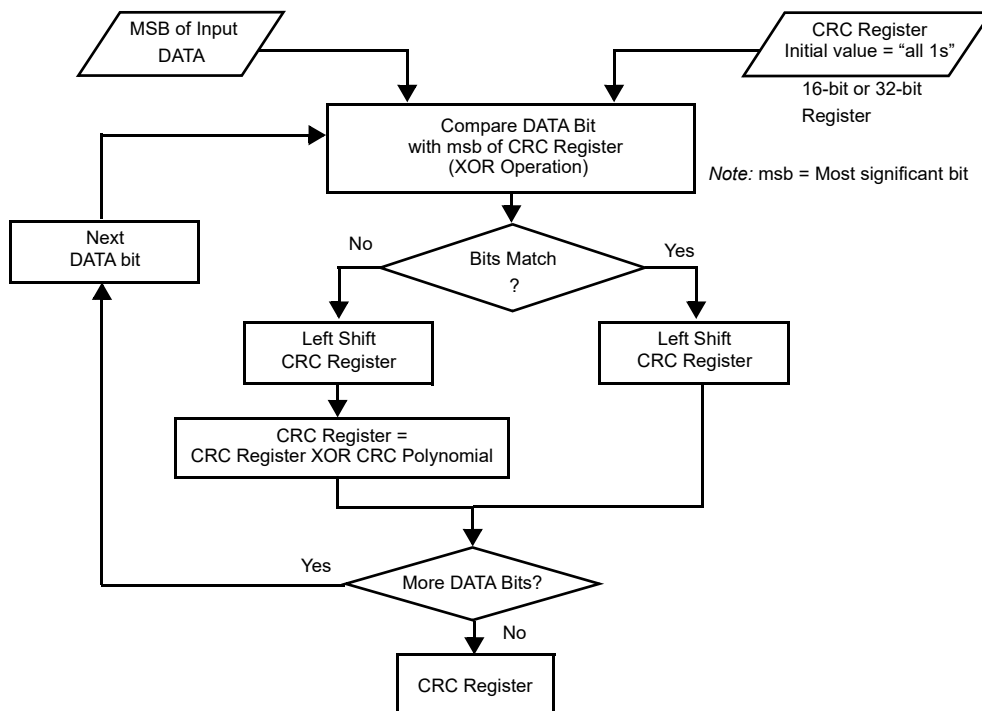 MSB of Input
DATA
CRC Register
Initial value = “all 1s”
16-bit or 32-bit
Register
Compare DATA Bit
with msb of CRC Register
(XOR Operation)
Note: msb = Most significant bit
Next
DATA bit
No
Bits Match
?
Yes
Left Shift
CRC Register
Left Shift
CRC Register
CRC Register =
CRC Register XOR CRC Polynomial
Yes
More DATA Bits?
No
CRC Register